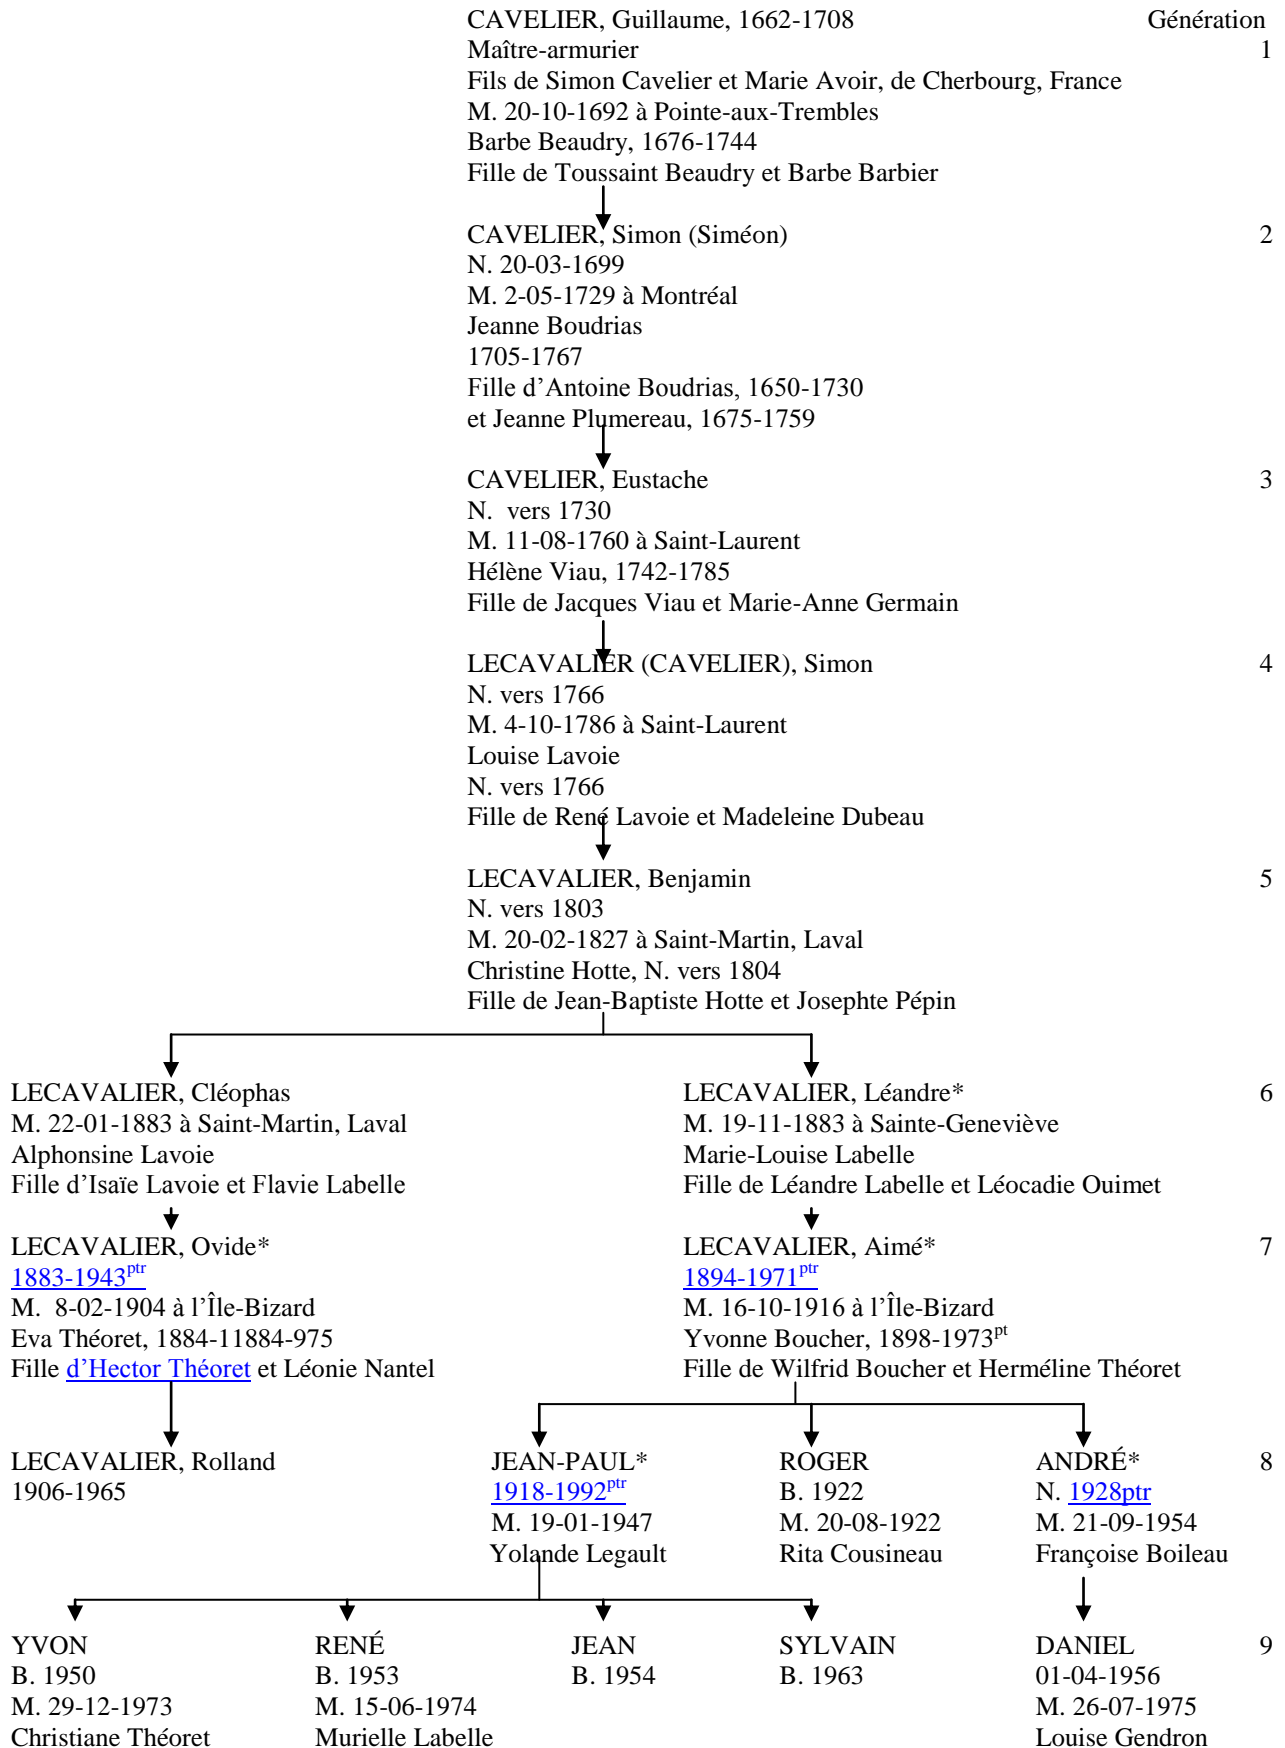 CAVELIER, Guillaume, 1662-1708 Génération
Maître-armurier 1
Fils de Simon Cavelier et Marie Avoir, de Cherbourg, France
M. 20-10-1692 à Pointe-aux-Trembles
Barbe Beaudry, 1676-1744
Fille de Toussaint Beaudry et Barbe Barbier
CAVELIER, Simon (Siméon) 2
N. 20-03-1699
M. 2-05-1729 à Montréal
Jeanne Boudrias
1705-1767
Fille d'Antoine Boudrias, 1650-1730
et Jeanne Plumereau, 1675-1759
CAVELIER, Eustache 3
N. vers 1730
M. 11-08-1760 à Saint-Laurent
Hélène Viau, 1742-1785
Fille de Jacques Viau et Marie-Anne Germain
LECAVALIER (CAVELIER), Simon 4
N. vers 1766
M. 4-10-1786 à Saint-Laurent
Louise Lavoie
N. vers 1766
Fille de René Lavoie et Madeleine Dubeau
LECAVALIER, Benjamin 5
N. vers 1803
M. 20-02-1827 à Saint-Martin, Laval
Christine Hotte, N. vers 1804
Fille de Jean-Baptiste Hotte et Josephte Pépin
LECAVALIER, Cléophas
M. 22-01-1883 à Saint-Martin, Laval
Alphonsine Lavoie
Fille d'Isaïe Lavoie et Flavie Labelle
LECAVALIER, Léandre* 6
M. 19-11-1883 à Sainte-Geneviève
Marie-Louise Labelle
Fille de Léandre Labelle et Léocadie Ouimet
LECAVALIER, Ovide*
1883-1943ptr
M. 8-02-1904 à l'Île-Bizard
Eva Théoret, 1884-11884-975
Fille d'Hector Théoret et Léonie Nantel
LECAVALIER, Aimé* 7
1894-1971ptr
M. 16-10-1916 à l'Île-Bizard
Yvonne Boucher, 1898-1973pt
Fille de Wilfrid Boucher et Herméline Théoret
LECAVALIER, Rolland
1906-1965
JEAN-PAUL*
1918-1992ptr
M. 19-01-1947
Yolande Legault
ROGER
B. 1922
M. 20-08-1922
Rita Cousineau
ANDRÉ* 8
N. 1928ptr
M. 21-09-1954
Françoise Boileau
YVON
B. 1950
M. 29-12-1973
Christiane Théoret
RENÉ
B. 1953
M. 15-06-1974
Murielle Labelle
JEAN
B. 1954
SYLVAIN
B. 1963
DANIEL 9
01-04-1956
M. 26-07-1975
Louise Gendron